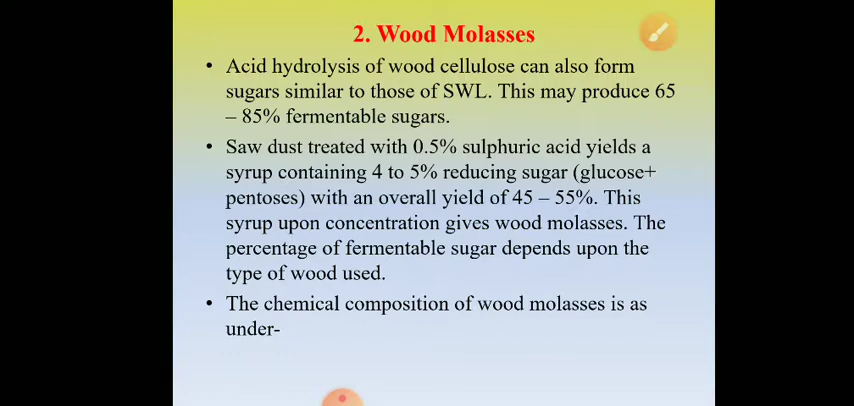 2. Wood Molasses
• Acid hydrolysis of wood cellulose can also form
sugars similar to those of SWL. This may produce 65
– 85% fermentable sugars.
• Saw dust treated with 0.5% sulphuric acid yields a
syrup containing 4 to 5% reducing sugar (glucose+
pentoses) with an overall yield of 45 – 55%. This
syrup upon concentration gives wood molasses. The
percentage of fermentable sugar depends upon the
type of wood used.
• The chemical composition of wood molasses is as
under-